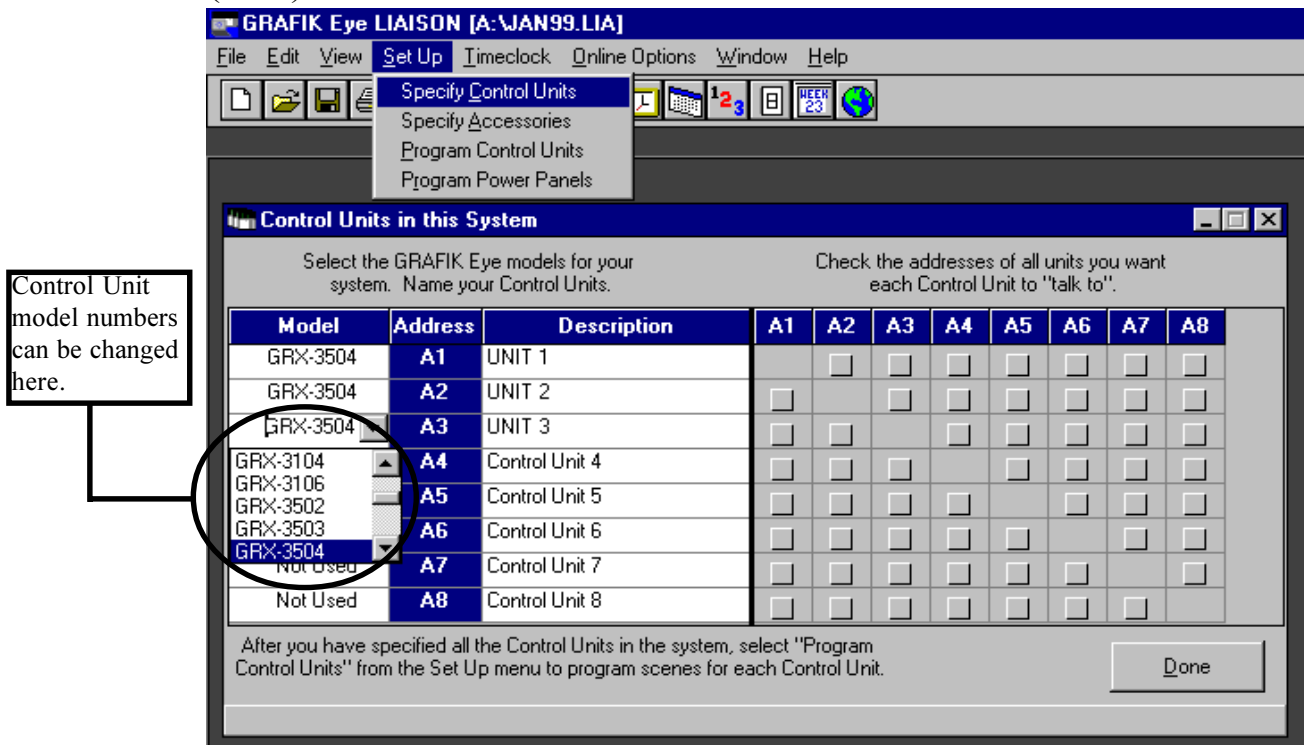 GRAFIK Eye LIAISON [A:\JAN99.LIA]
File Edit View Set Up Timeclock Online Options Window Help
Specify Control Units
Specify Accessories
Program Control Units
Program Power Panels
123
WEEK
23
Control Units in this System
Select the GRAFIK Eye models for your
system. Name your Control Units.
Check the addresses of all units you want
each Control Unit to "talk to".
Control Unit
model numbers
can be changed
here.
Model Address Description A1 A2 A3 A4 A5 A6 A7 A8
GRX-3504 A1 UNIT 1
GRX-3504 A2 UNIT 2
GRX-3504 A3 UNIT 3
GRX-3104 A4 Control Unit 4
GRX-3106
GRX-3502 A5 Control Unit 5
GRX-3503 A6 Control Unit 6
GRX-3504
Not Used A7 Control Unit 7
Not Used A8 Control Unit 8
After you have specified all the Control Units in the system, select "Program
Control Units" from the Set Up menu to program scenes for each Control Unit.
Done